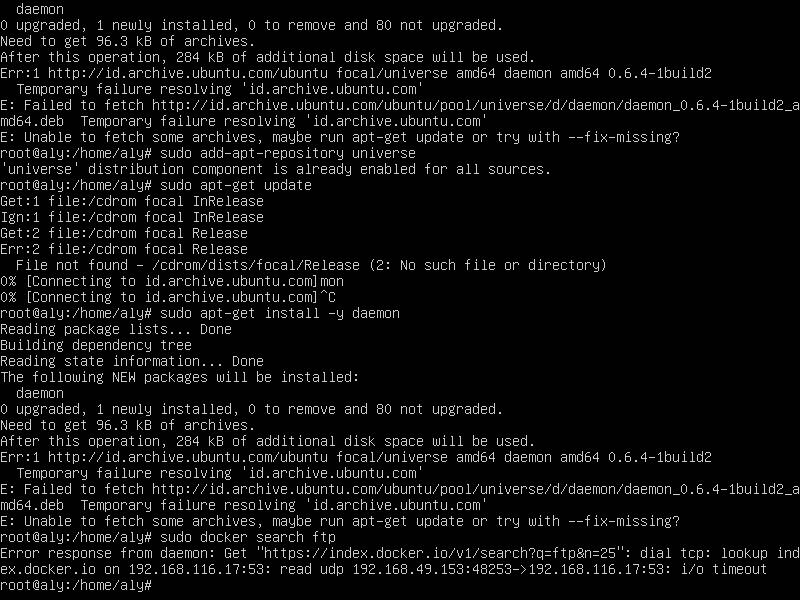 daemon
0 upgraded, 1 newly installed, 0 to remove and 80 not upgraded.
Need to get 96.3 kB of archives.
After this operation, 284 kB of additional disk space will be used.
Err:1 http://id.archive.ubuntu.com/ubuntu focal/universe amd64 daemon amd64 0.6.4-1build2
  Temporary failure resolving 'id.archive.ubuntu.com'
E: Failed to fetch http://id.archive.ubuntu.com/ubuntu/pool/universe/d/daemon/daemon_0.6.4-1build2_a
md64.deb  Temporary failure resolving 'id.archive.ubuntu.com'
E: Unable to fetch some archives, maybe run apt-get update or try with --fix-missing?
root@aly:/home/aly# sudo add-apt-repository universe
'universe' distribution component is already enabled for all sources.
root@aly:/home/aly# sudo apt-get update
Get:1 file:/cdrom focal InRelease
Ign:1 file:/cdrom focal InRelease
Get:2 file:/cdrom focal Release
Err:2 file:/cdrom focal Release
  File not found - /cdrom/dists/focal/Release (2: No such file or directory)
0% [Connecting to id.archive.ubuntu.com]mon
0% [Connecting to id.archive.ubuntu.com]^C
root@aly:/home/aly# sudo apt-get install -y daemon
Reading package lists... Done
Building dependency tree
Reading state information... Done
The following NEW packages will be installed:
  daemon
0 upgraded, 1 newly installed, 0 to remove and 80 not upgraded.
Need to get 96.3 kB of archives.
After this operation, 284 kB of additional disk space will be used.
Err:1 http://id.archive.ubuntu.com/ubuntu focal/universe amd64 daemon amd64 0.6.4-1build2
  Temporary failure resolving 'id.archive.ubuntu.com'
E: Failed to fetch http://id.archive.ubuntu.com/ubuntu/pool/universe/d/daemon/daemon_0.6.4-1build2_a
md64.deb  Temporary failure resolving 'id.archive.ubuntu.com'
E: Unable to fetch some archives, maybe run apt-get update or try with --fix-missing?
root@aly:/home/aly# sudo docker search ftp
Error response from daemon: Get "https://index.docker.io/v1/search?q=ftp&n=25": dial tcp: lookup ind
ex.docker.io on 192.168.116.17:53: read udp 192.168.49.153:48253->192.168.116.17:53: i/o timeout
root@aly:/home/aly#